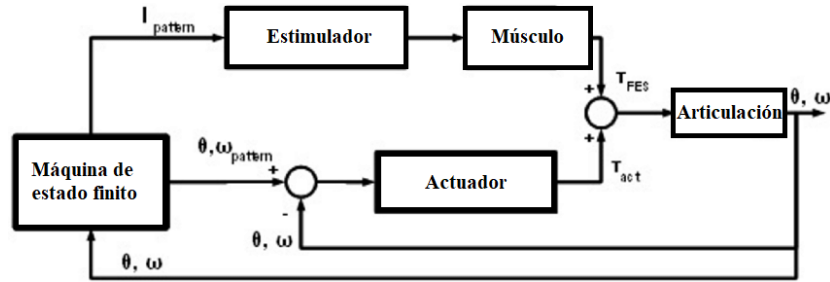 I pattern
Estimulador
Músculo
+
T FES
Articulación
θ, ω
Máquina de
estado finito
θ, ω pattern
+
Actuador
+
T act
-
θ, ω
θ, ω